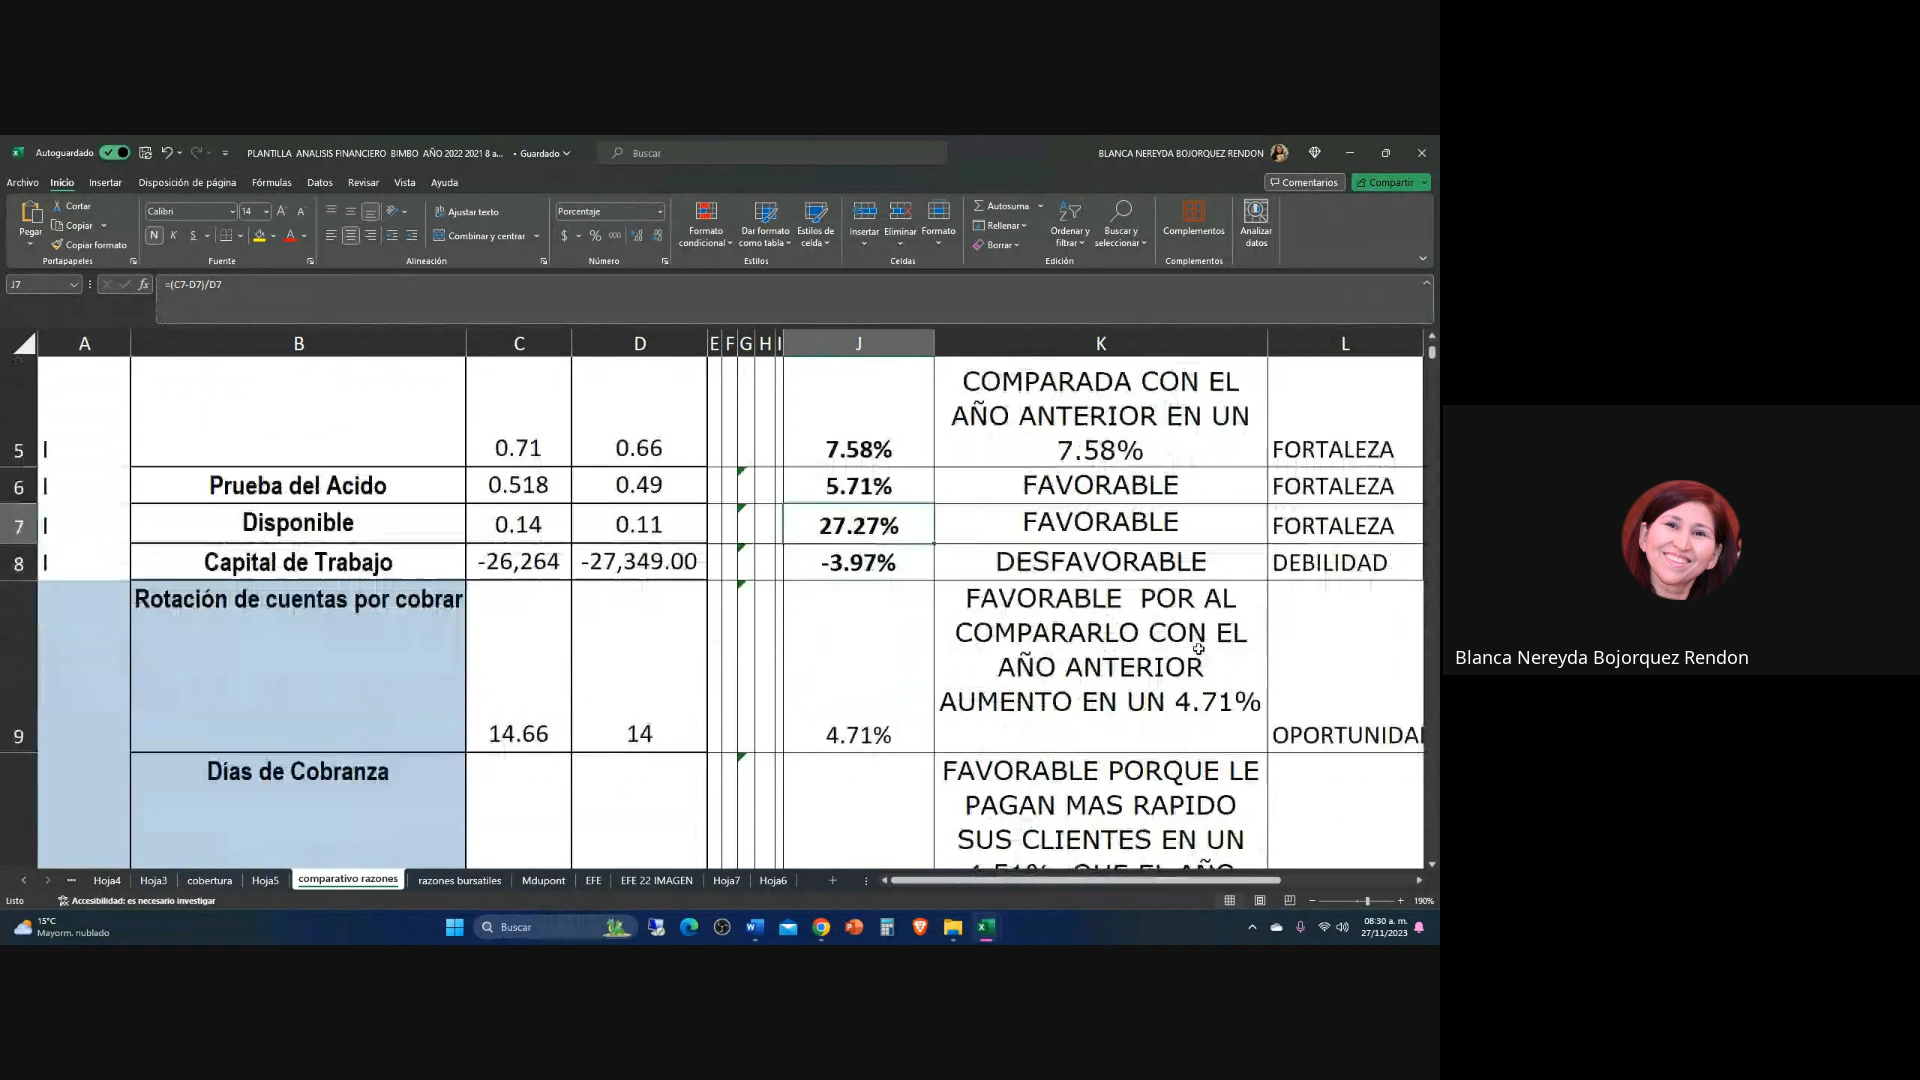 Autoguardado
PLANTILLA ANALISIS FINANCIERO BIMBO AÑO 2022 2021 8 a... • Guardado
Buscar
BLANCA NEREYDA BOJORQUEZ RENDON
Archivo Inicio Insertar Disposición de página Fórmulas Datos Revisar Vista Ayuda
Comentarios
Compartir
Pegar
Cortar
Copiar
Copiar formato
Portapapeles
Calibri 14
N K S
Fuente
Ajustar texto
Combinar y centrar
Alineación
Porcentaje
$ % 000
Número
Formato condicional
Dar formato como tabla
Estilos de celda
Estilos
Insertar Eliminar Formato
Celdas
Autosuma
Rellenar
Borrar
Ordenar y filtrar
Buscar y seleccionar
Edición
Complementos
Complementos
Analizar datos
J7
fx
=(C7-D7)/D7
A B C D E F G H I J K L
COMPARADA CON EL
AÑO ANTERIOR EN UN
5 I 0.71 0.66 7.58% 7.58% FORTALEZA
6 I Prueba del Acido 0.518 0.49 5.71% FAVORABLE FORTALEZA
7 I Disponible 0.14 0.11 27.27% FAVORABLE FORTALEZA
8 I Capital de Trabajo -26,264 -27,349.00 -3.97% DESFAVORABLE DEBILIDAD
Rotación de cuentas por cobrar FAVORABLE POR AL
COMPARARLO CON EL
AÑO ANTERIOR
AUMENTO EN UN 4.71%
9 14.66 14 4.71% OPORTUNIDA
Días de Cobranza FAVORABLE PORQUE LE
PAGAN MAS RAPIDO
SUS CLIENTES EN UN
Hoja4 Hoja3 cobertura Hoja5 comparativo razones razones bursatiles Mdupont EFE EFE 22 IMAGEN Hoja7 Hoja6
Listo
Accesibilidad: es necesario investigar
190%
15°C
Mayorm. nublado
Buscar
08:30 a. m.
27/11/2023
Blanca Nereyda Bojorquez Rendon